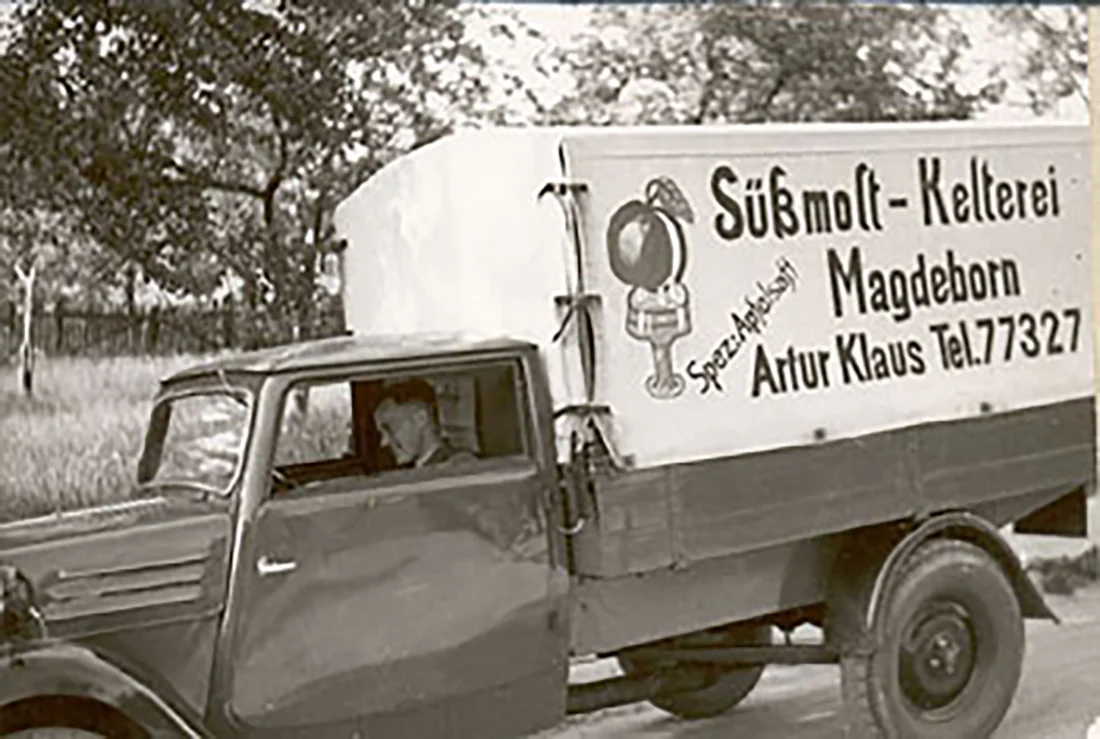 Süßmoſt - Kelterei
Magdeborn
Spez.: Apfelsaft
Artur Klaus Tel. 77327